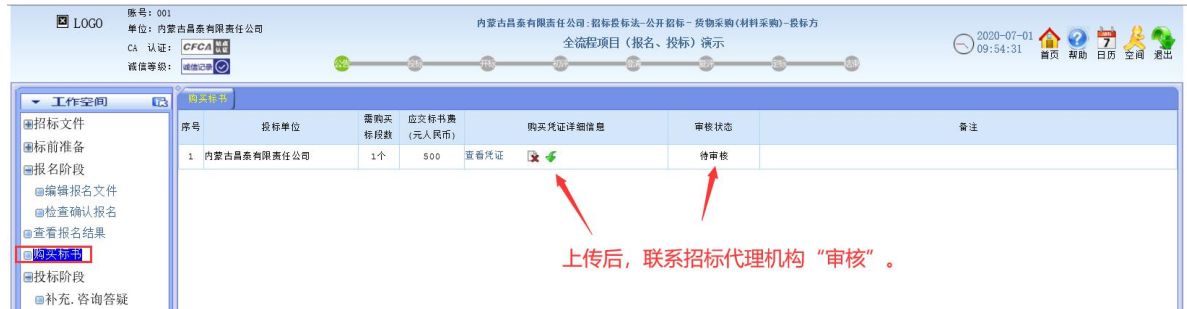 LOGO
账号: 001
单位: 内蒙古昌泰有限责任公司
CA 认证: CFCA
诚信等级: 诚信记录
内蒙古昌泰有限责任公司:招标投标法-公开招标- 货物采购(材料采购)-投标方
全流程项目（报名、投标）演示
2020-07-01
09:54:31
首页 帮助 日历 空间 退出
7
工作空间
招标文件
标前准备
报名阶段
编辑报名文件
检查确认报名
查看报名结果
购买标书
投标阶段
补充.咨询答疑
购买标书
序号 投标单位 需购买标段数 应交标书费(元人民币) 购买凭证详细信息 审核状态 备注
1 内蒙古昌泰有限责任公司 1个 500 查看凭证 待审核
上传后，联系招标代理机构“审核”。